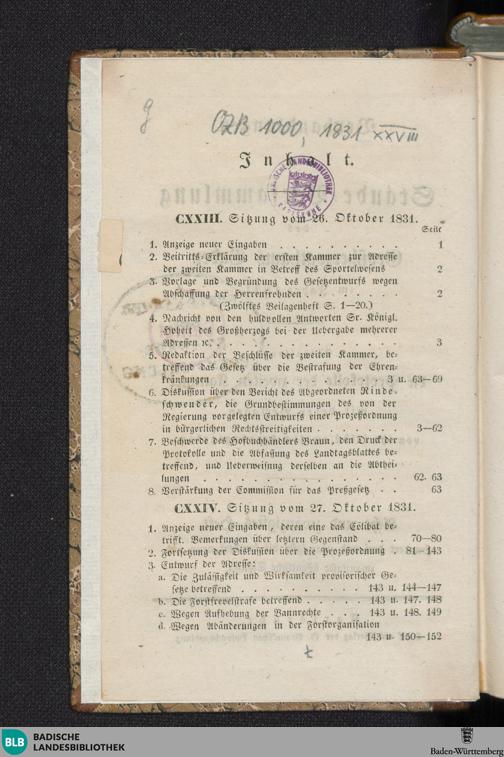 g
OZB 1000, 1831 XXVIII
Inhalt.
CXXIII. Sitzung vom 26. Oktober 1831.
Seite
1. Anzeige neuer Eingaben . . . . . . . . . . 1
2. Beitritts-Erklärung der ersten Kammer zur Adresse
der zweiten Kammer in Betreff des Sportelwesens 2
3. Vorlage und Begründung des Gesetzentwurfs wegen
Abschaffung der Herrenfrohnden . . . . . . . 2
(Zwölftes Beilagenheft S. 1—20.)
4. Nachricht von den huldvollen Antworten Sr. Königl.
Hoheit des Großherzogs bei der Uebergabe mehrerer
Adressen ꝛc. . . . . . . . . . . . . . 3
5. Redaktion der Beschlüsse der zweiten Kammer, be-
treffend das Gesetz über die Bestrafung der Ehren-
kränkungen . . . . . . . . . . 3 u. 63—69
6. Diskussion über den Bericht des Abgeordneten Rinde-
schwender, die Grundbestimmungen des von der
Regierung vorgelegten Entwurfs einer Prozeßordnung
in bürgerlichen Rechtsstreitigkeiten . . . . . . 3—62
7. Beschwerde des Hofbuchhändlers Braun, den Druck der
Protokolle und die Abfassung des Landtagsblattes be-
treffend, und Ueberweisung derselben an die Abthei-
lungen . . . . . . . . . . . . . . 62. 63
8. Verstärkung der Commission für das Preßgesetz . . 63
CXXIV. Sitzung vom 27. Oktober 1831.
1. Anzeige neuer Eingaben, deren eine das Cölibat be-
trifft. Bemerkungen über letztern Gegenstand . . . 70—80
2. Fortsetzung der Diskussion über die Prozeßordnung . 81—143
3. Entwurf der Adresse:
a. Die Zulässigkeit und Wirksamkeit provisorischer Ge-
setze betreffend . . . . . . . . . 143 u. 144—147
b. Die Forstfrevelstrafe betreffend . . . . . 143 u. 147. 148
c. Wegen Aufhebung der Bannrechte . . . 143 u. 148. 149
d. Wegen Abänderungen in der Forstorganisation
143 u. 150—152
BLB
BADISCHE
LANDESBIBLIOTHEK
Baden-Württemberg